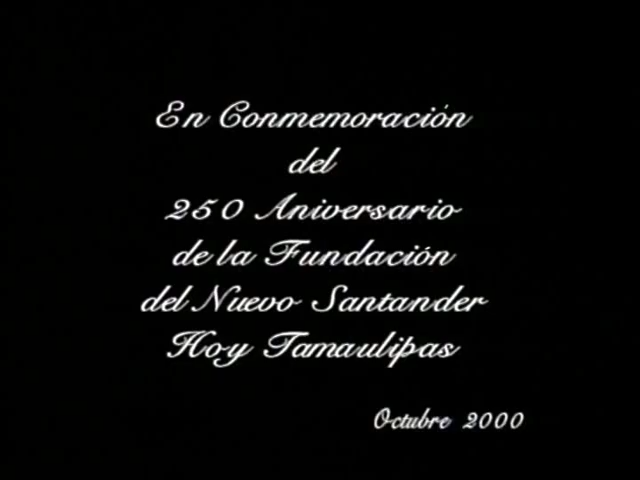 En Conmemoración
del
250 Aniversario
de la Fundación
del Nuevo Santander
Hoy Tamaulipas
Octubre 2000